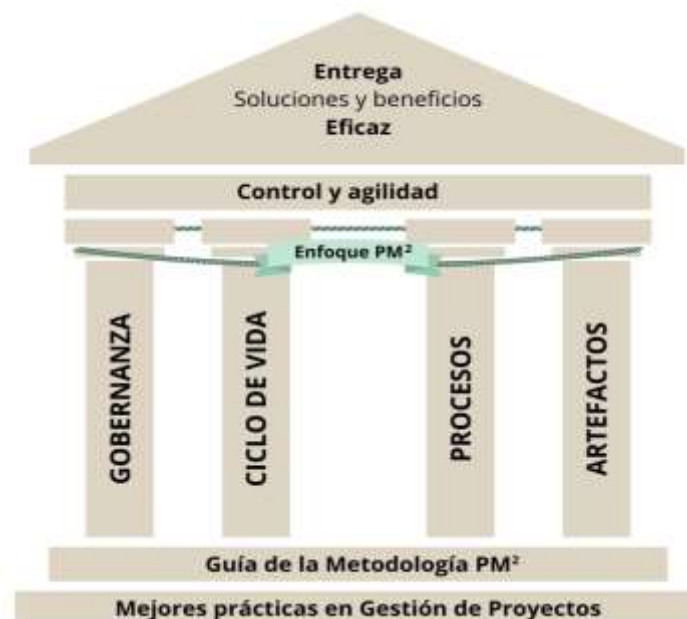 Entrega
Soluciones y beneficios
Eficaz
Control y agilidad
Enfoque PM²
GOBERNANZA
CICLO DE VIDA
PROCESOS
ARTEFACTOS
Guía de la Metodología PM²
Mejores prácticas en Gestión de Proyectos